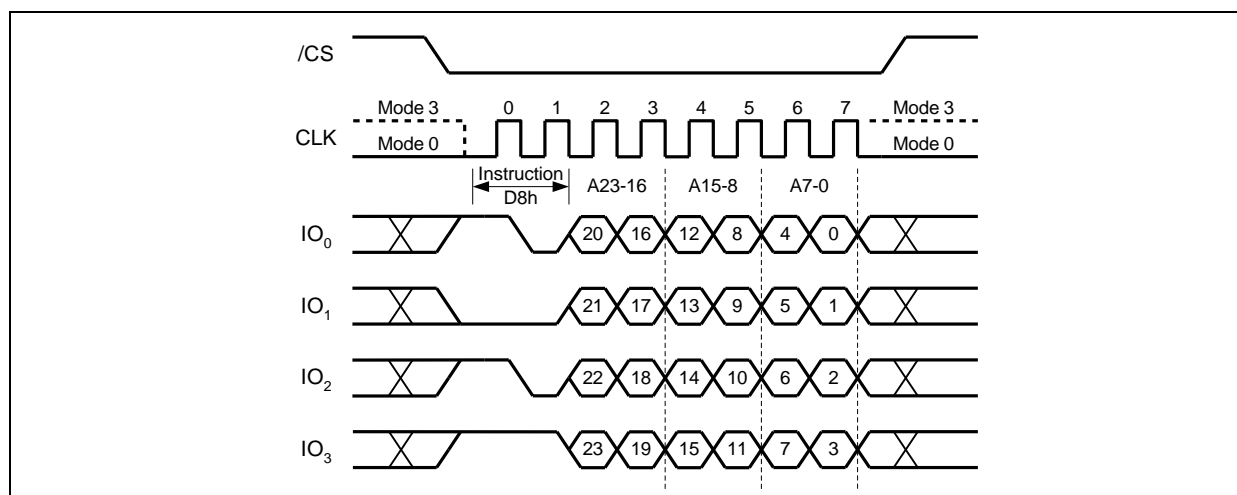 /CS
Mode 3 0 1 2 3 4 5 6 7 Mode 3
CLK
Mode 0 Mode 0
Instruction A23-16 A15-8 A7-0
D8h
IO0 20 16 12 8 4 0
IO1 21 17 13 9 5 1
IO2 22 18 14 10 6 2
IO3 23 19 15 11 7 3